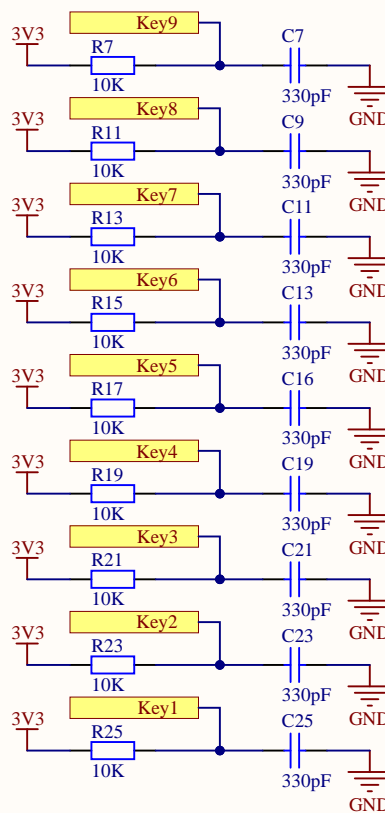 Key9
3V3 R7 C7
10K 330pF GND
Key8
3V3 R11 C9
10K 330pF GND
Key7
3V3 R13 C11
10K 330pF GND
Key6
3V3 R15 C13
10K 330pF GND
Key5
3V3 R17 C16
10K 330pF GND
Key4
3V3 R19 C19
10K 330pF GND
Key3
3V3 R21 C21
10K 330pF GND
Key2
3V3 R23 C23
10K 330pF GND
Key1
3V3 R25 C25
10K 330pF GND